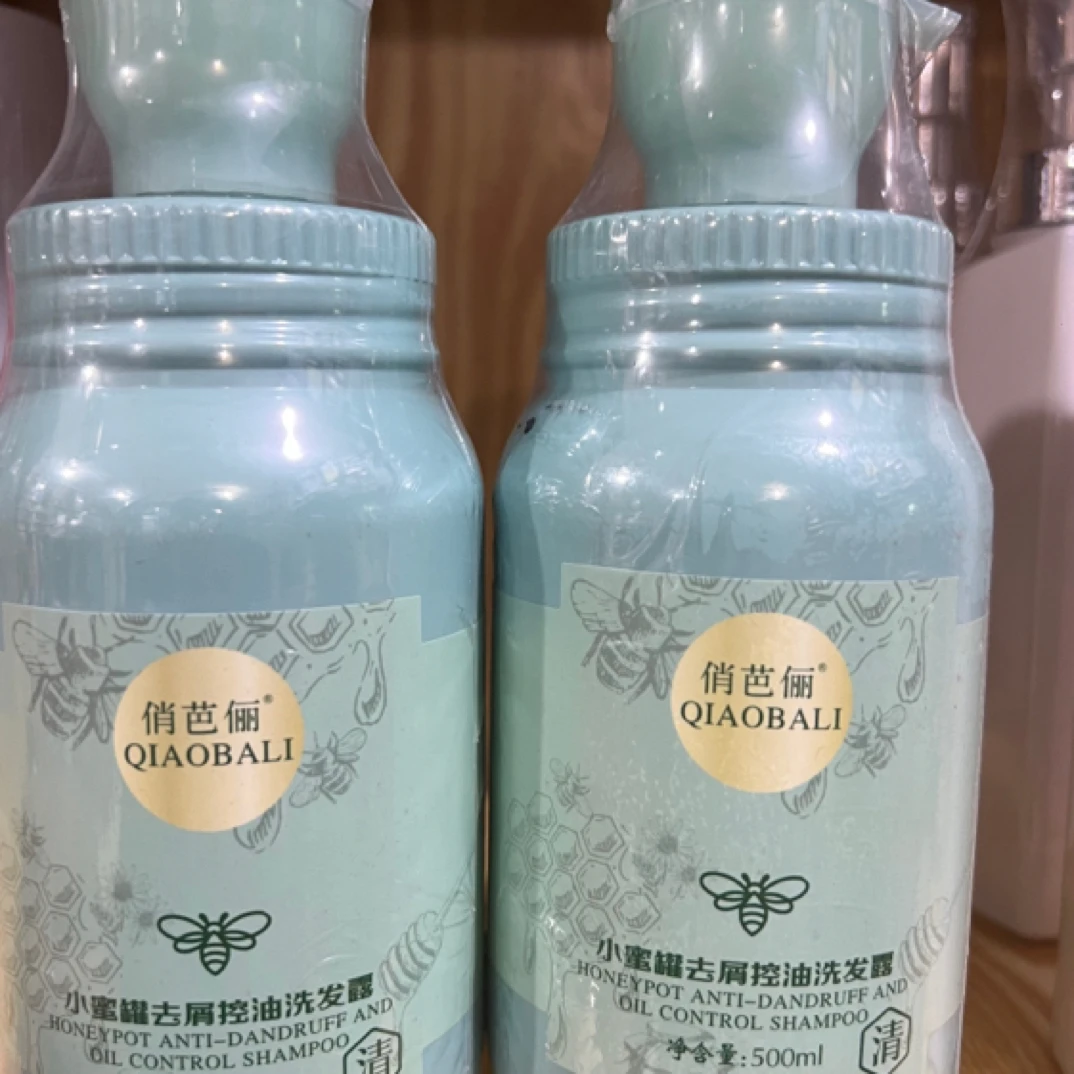 俏芭俪®
QIAOBALI
小蜜罐去屑控油洗发露
HONEYPOT ANTI-DANDRUFF AND
OIL CONTROL SHAMPOO
清
俏芭俪®
QIAOBALI
小蜜罐去屑控油洗发露
HONEYPOT ANTI-DANDRUFF AND
OIL CONTROL SHAMPOO
清
净含量:500ml